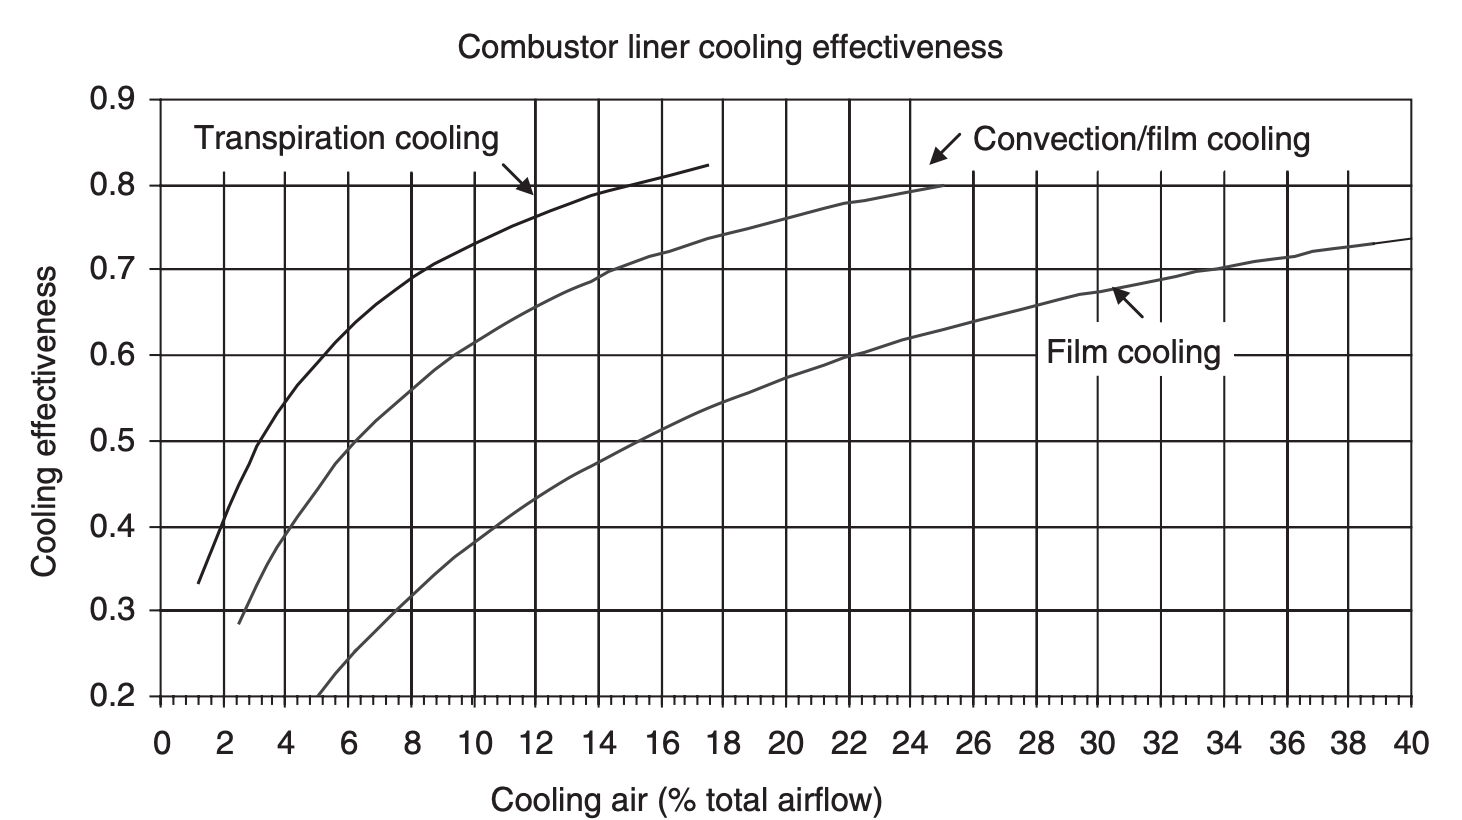 Combustor liner cooling effectiveness
0.9
Transpiration cooling
Convection/film cooling
0.8
0.7
Film cooling
0.6
0.5
0.4
0.3
0.2
Cooling effectiveness
0 2 4 6 8 10 12 14 16 18 20 22 24 26 28 30 32 34 36 38 40
Cooling air (% total airflow)